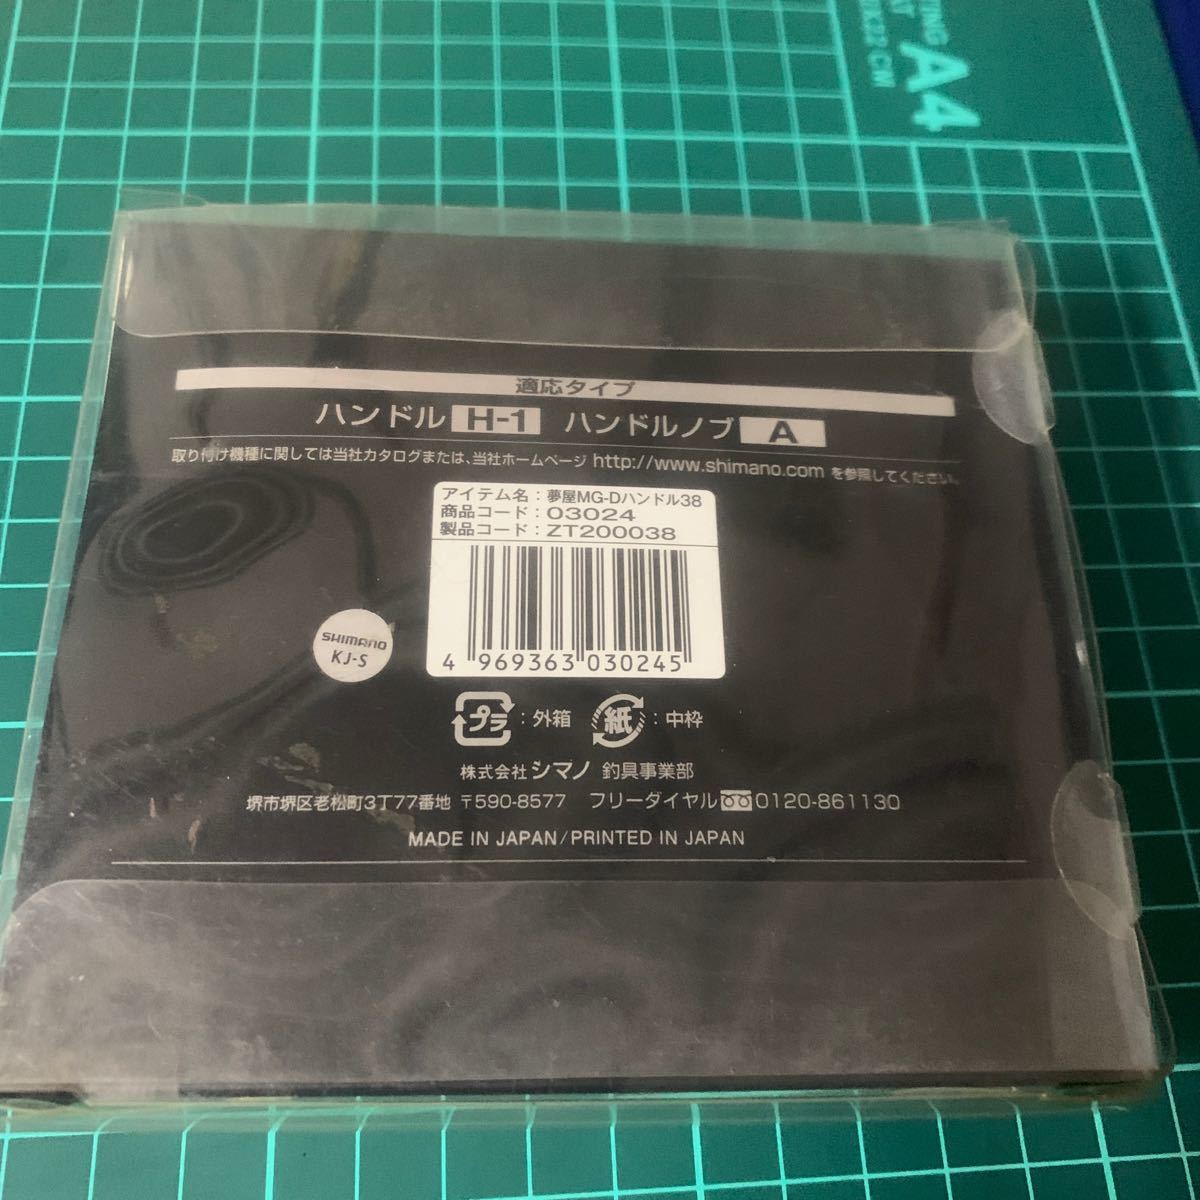 A4
適応タイプ
ハンドル H-1 ハンドルノブ A
取り付け機種に関しては当社カタログまたは、当社ホームページ http://www.shimano.com を参照してください。
アイテム名：夢屋MG-Dハンドル38
商品コード：03024
製品コード：ZT200038
4 969363 030245
SHIMANO
KJ-S
プラ：外箱 紙：中枠
株式会社シマノ 釣具事業部
堺市堺区老松町3丁77番地 〒590-8577 フリーダイヤル 0120-861130
MADE IN JAPAN/PRINTED IN JAPAN